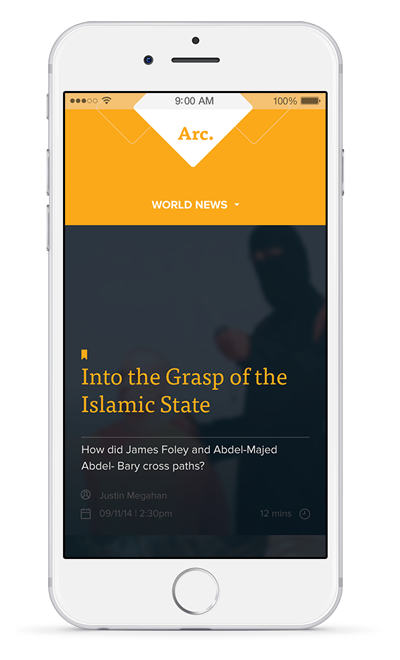 9:00 AM
100%
Arc.
WORLD NEWS
Into the Grasp of the
Islamic State
How did James Foley and Abdel-Majed
Abdel- Bary cross paths?
Justin Megahan
09/11/14 | 2:30pm
12 mins